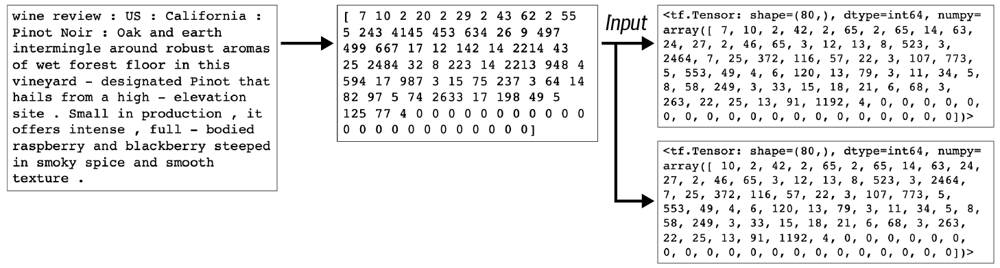 wine review : US : California :
Pinot Noir : Oak and earth
intermingle around robust aromas
of wet forest floor in this
vineyard - designated Pinot that
hails from a high - elevation
site . Small in production , it
offers intense , full - bodied
raspberry and blackberry steeped
in smoky spice and smooth
texture .
[ 7 10 2 20 2 29 2 43 62 2 55
5 243 4145 453 634 26 9 497
499 667 17 12 142 14 2214 43
25 2484 32 8 223 14 2213 948 4
594 17 987 3 15 75 237 3 64 14
82 97 5 74 2633 17 198 49 5
125 77 4 0 0 0 0 0 0 0 0 0 0 0
0 0 0 0 0 0 0 0 0 0 0 0]
Input
<tf.Tensor: shape=(80,), dtype=int64, numpy=
array([ 7, 10, 2, 42, 2, 65, 2, 65, 14, 63,
24, 27, 2, 46, 65, 3, 12, 13, 8, 523, 3,
2464, 7, 25, 372, 116, 57, 22, 3, 107, 773,
5, 553, 49, 4, 6, 120, 13, 79, 3, 11, 34, 5,
8, 58, 249, 3, 33, 15, 18, 21, 6, 68, 3,
263, 22, 25, 13, 91, 1192, 4, 0, 0, 0, 0, 0,
0, 0, 0, 0, 0, 0, 0, 0, 0, 0, 0, 0, 0, 0])>
<tf.Tensor: shape=(80,), dtype=int64, numpy=
array([ 10, 2, 42, 2, 65, 2, 65, 14, 63, 24,
27, 2, 46, 65, 3, 12, 13, 8, 523, 3, 2464,
7, 25, 372, 116, 57, 22, 3, 107, 773, 5,
553, 49, 4, 6, 120, 13, 79, 3, 11, 34, 5, 8,
58, 249, 3, 33, 15, 18, 21, 6, 68, 3, 263,
22, 25, 13, 91, 1192, 4, 0, 0, 0, 0, 0, 0,
0, 0, 0, 0, 0, 0, 0, 0, 0, 0, 0, 0, 0, 0])>